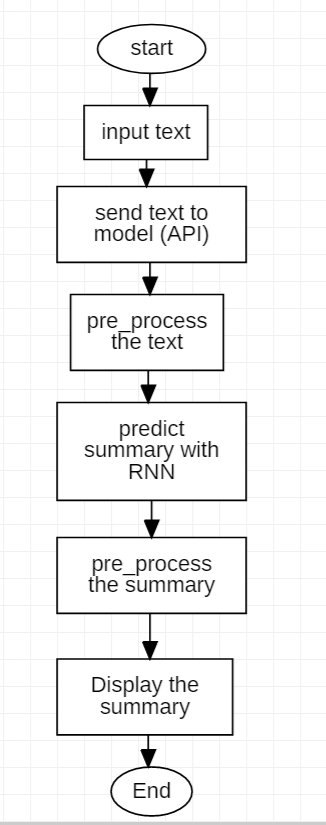 start
input text
send text to
model (API)
pre_process
the text
predict
summary with
RNN
pre_process
the summary
Display the
summary
End